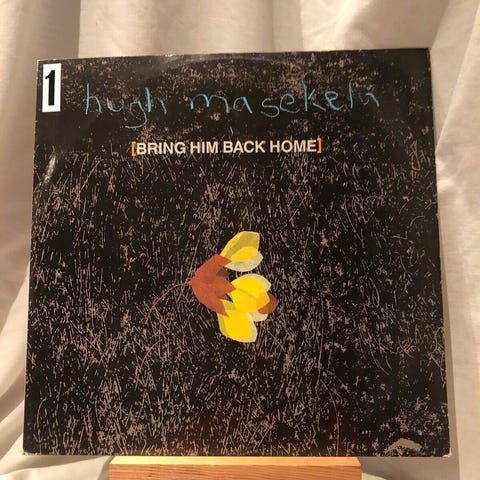 1
hugh masekela
[BRING HIM BACK HOME]